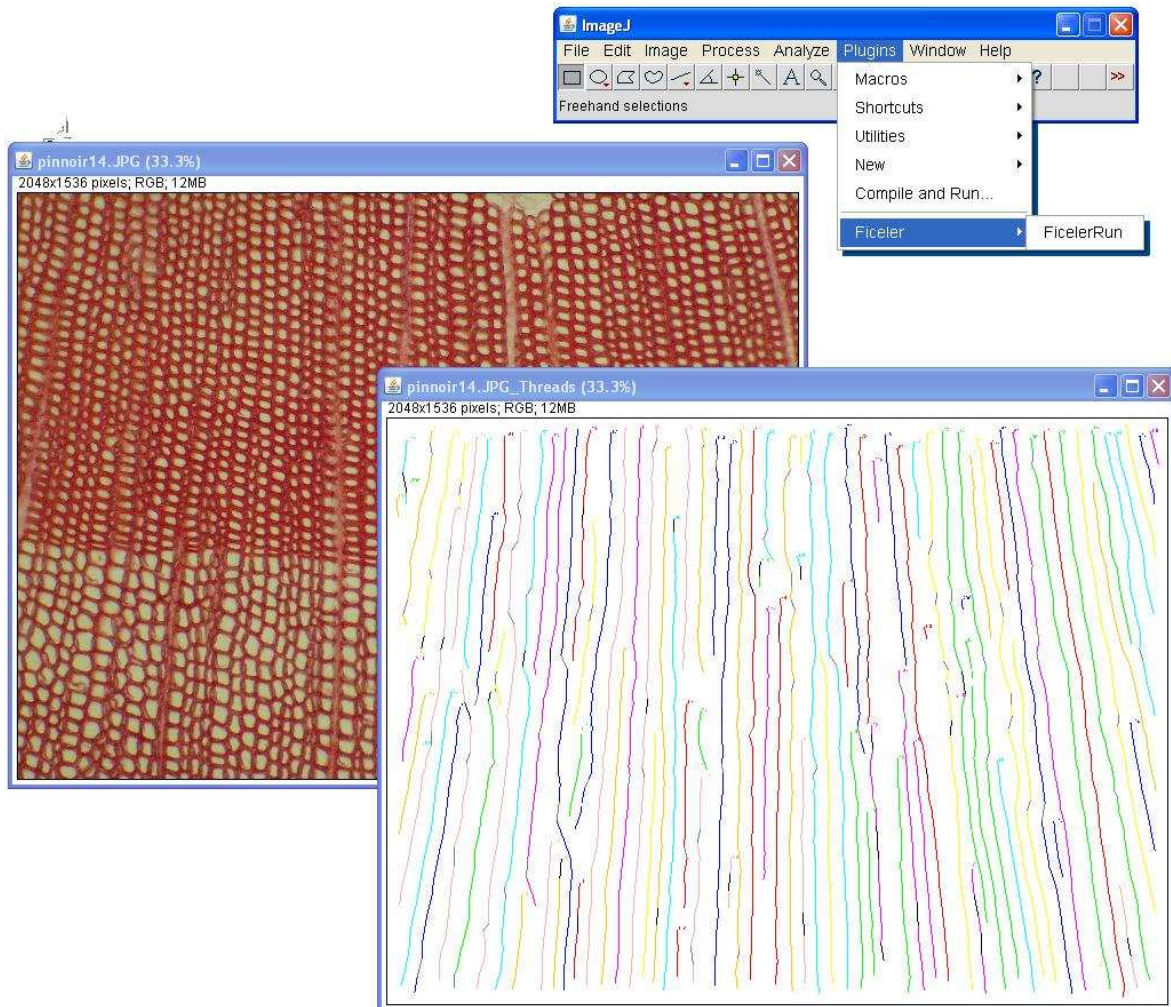 ImageJ
File Edit Image Process Analyze Plugins Window Help
A ? >>
Freehand selections
Macros
Shortcuts
Utilities
New
Compile and Run...
Ficeler
FicelerRun
pinnoir14.JPG (33.3%)
2048x1536 pixels; RGB; 12MB
pinnoir14.JPG_Threads (33.3%)
2048x1536 pixels; RGB; 12MB